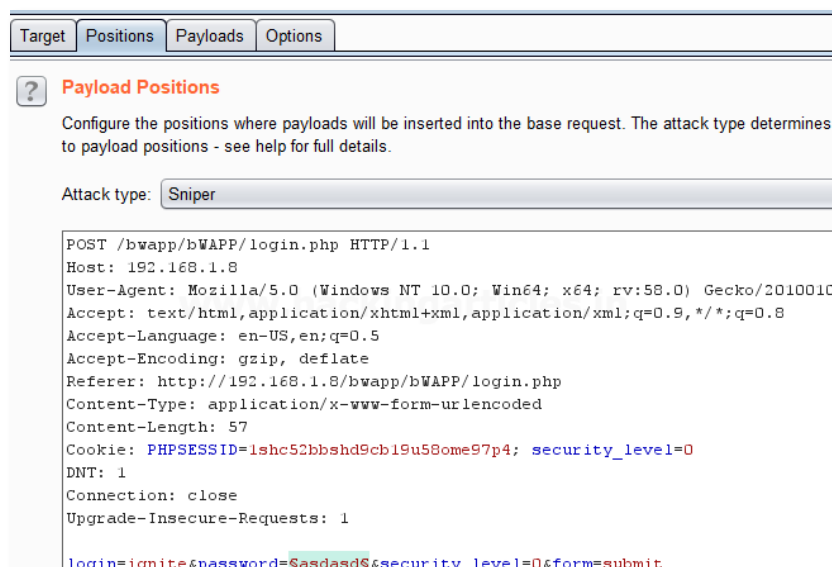 Target Positions Payloads Options
?
Payload Positions
Configure the positions where payloads will be inserted into the base request. The attack type determines
to payload positions - see help for full details.
Attack type: Sniper
POST /bwapp/bWAPP/login.php HTTP/1.1
Host: 192.168.1.8
User-Agent: Mozilla/5.0 (Windows NT 10.0; Win64; x64; rv:58.0) Gecko/2010010
www.hackingarticles.in
Accept: text/html,application/xhtml+xml,application/xml;q=0.9,*/*;q=0.8
Accept-Language: en-US,en;q=0.5
Accept-Encoding: gzip, deflate
Referer: http://192.168.1.8/bwapp/bWAPP/login.php
Content-Type: application/x-www-form-urlencoded
Content-Length: 57
Cookie: PHPSESSID=1shc52bbshd9cb19u58ome97p4; security_level=0
DNT: 1
Connection: close
Upgrade-Insecure-Requests: 1
login=ignite&password=§asdasd§&security_level=0&form=submit